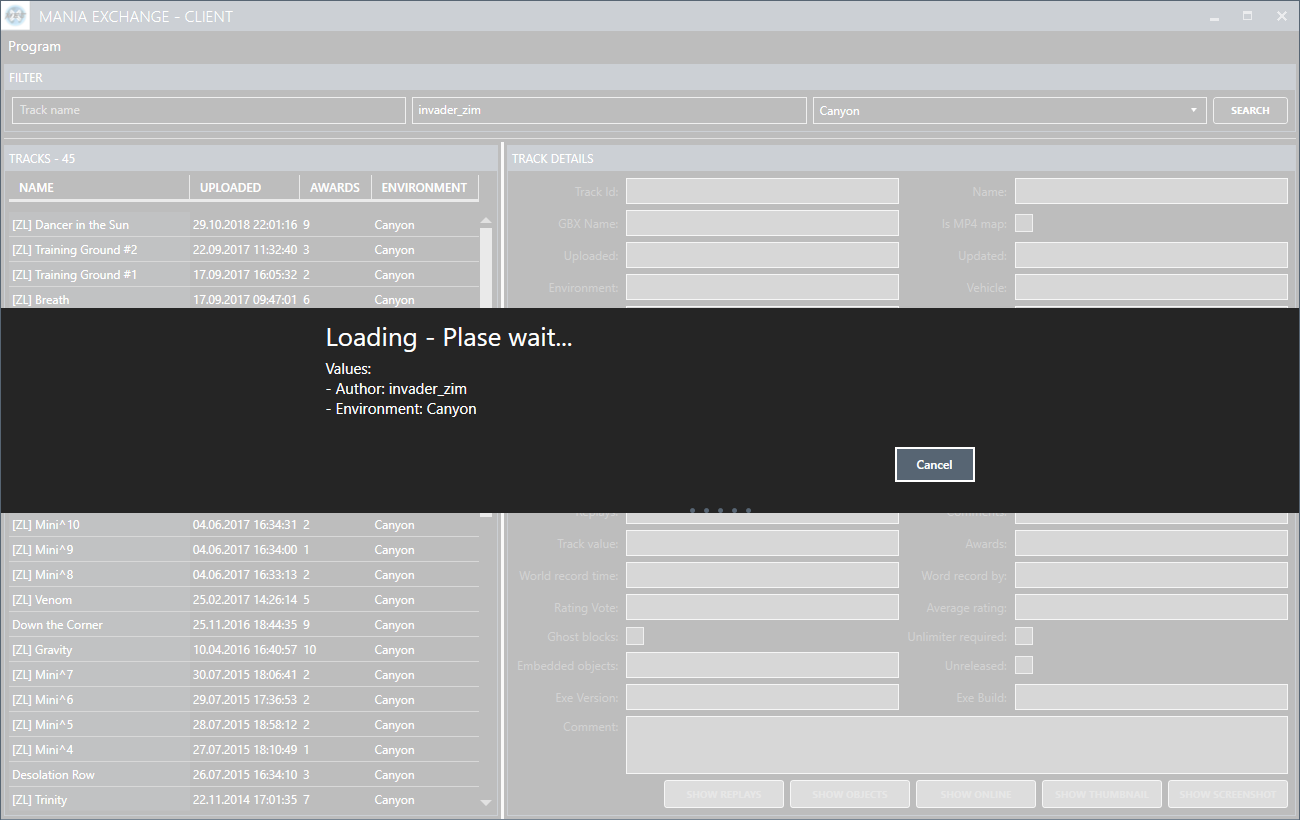 MANIA EXCHANGE - CLIENT
Program
FILTER
Track name invader_zim Canyon SEARCH
TRACKS - 45
NAME UPLOADED AWARDS ENVIRONMENT
[ZL] Dancer in the Sun 29.10.2018 22:01:16 9 Canyon
[ZL] Training Ground #2 22.09.2017 11:32:40 3 Canyon
[ZL] Training Ground #1 17.09.2017 16:05:32 2 Canyon
[ZL] Breath 17.09.2017 09:47:01 6 Canyon
TRACK DETAILS
Track Id: Name:
GBX Name: Is MP4 map:
Uploaded: Updated:
Environment: Vehicle:
Loading - Plase wait...
Values:
- Author: invader_zim
- Environment: Canyon
Cancel
[ZL] Mini^10 04.06.2017 16:34:31 2 Canyon
[ZL] Mini^9 04.06.2017 16:34:00 1 Canyon
[ZL] Mini^8 04.06.2017 16:33:13 2 Canyon
[ZL] Venom 25.02.2017 14:26:14 5 Canyon
Down the Corner 25.11.2016 18:44:35 9 Canyon
[ZL] Gravity 10.04.2016 16:40:57 10 Canyon
[ZL] Mini^7 30.07.2015 18:06:41 2 Canyon
[ZL] Mini^6 29.07.2015 17:36:53 2 Canyon
[ZL] Mini^5 28.07.2015 18:58:12 2 Canyon
[ZL] Mini^4 27.07.2015 18:10:49 1 Canyon
Desolation Row 26.07.2015 16:34:10 3 Canyon
[ZL] Trinity 22.11.2014 17:01:35 7 Canyon
Replays: Comments:
Track value: Awards:
World record time: Word record by:
Rating Vote: Average rating:
Ghost blocks: Unlimiter required:
Embedded objects: Unreleased:
Exe Version: Exe Build:
Comment:
SHOW REPLAYS SHOW OBJECTS SHOW ONLINE SHOW THUMBNAIL SHOW SCREENSHOT